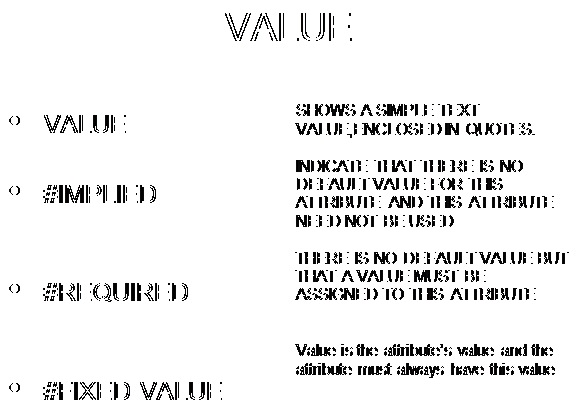 VALUE
VALUE
SHOWS A SIMPLE TEXT
VALUE, ENCLOSED IN QUOTES.
#IMPLIED
INDICATE THAT THERE IS NO
DEFAULT VALUE FOR THIS
ATTRIBUTE AND THIS ATTRIBUTE
NEED NOT BE USED
#REQUIRED
THERE IS NO DEFAULT VALUE BUT
THAT A VALUE MUST BE
ASSIGNED TO THIS ATTRIBUTE
#FIXED VALUE
Value is the attribute's value and the
attribute must always have this value